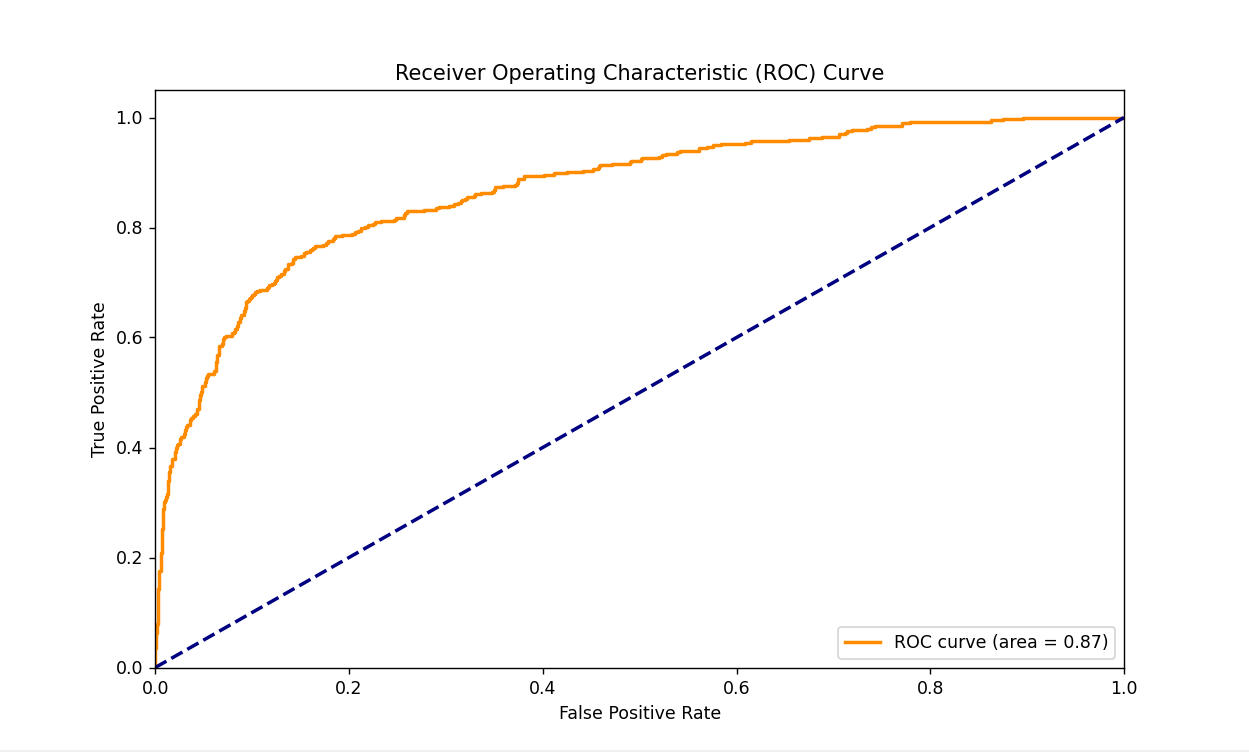 Receiver Operating Characteristic (ROC) Curve
1.0
0.8
0.6
0.4
0.2
0.0
True Positive Rate
ROC curve (area = 0.87)
0.0 0.2 0.4 0.6 0.8 1.0
False Positive Rate